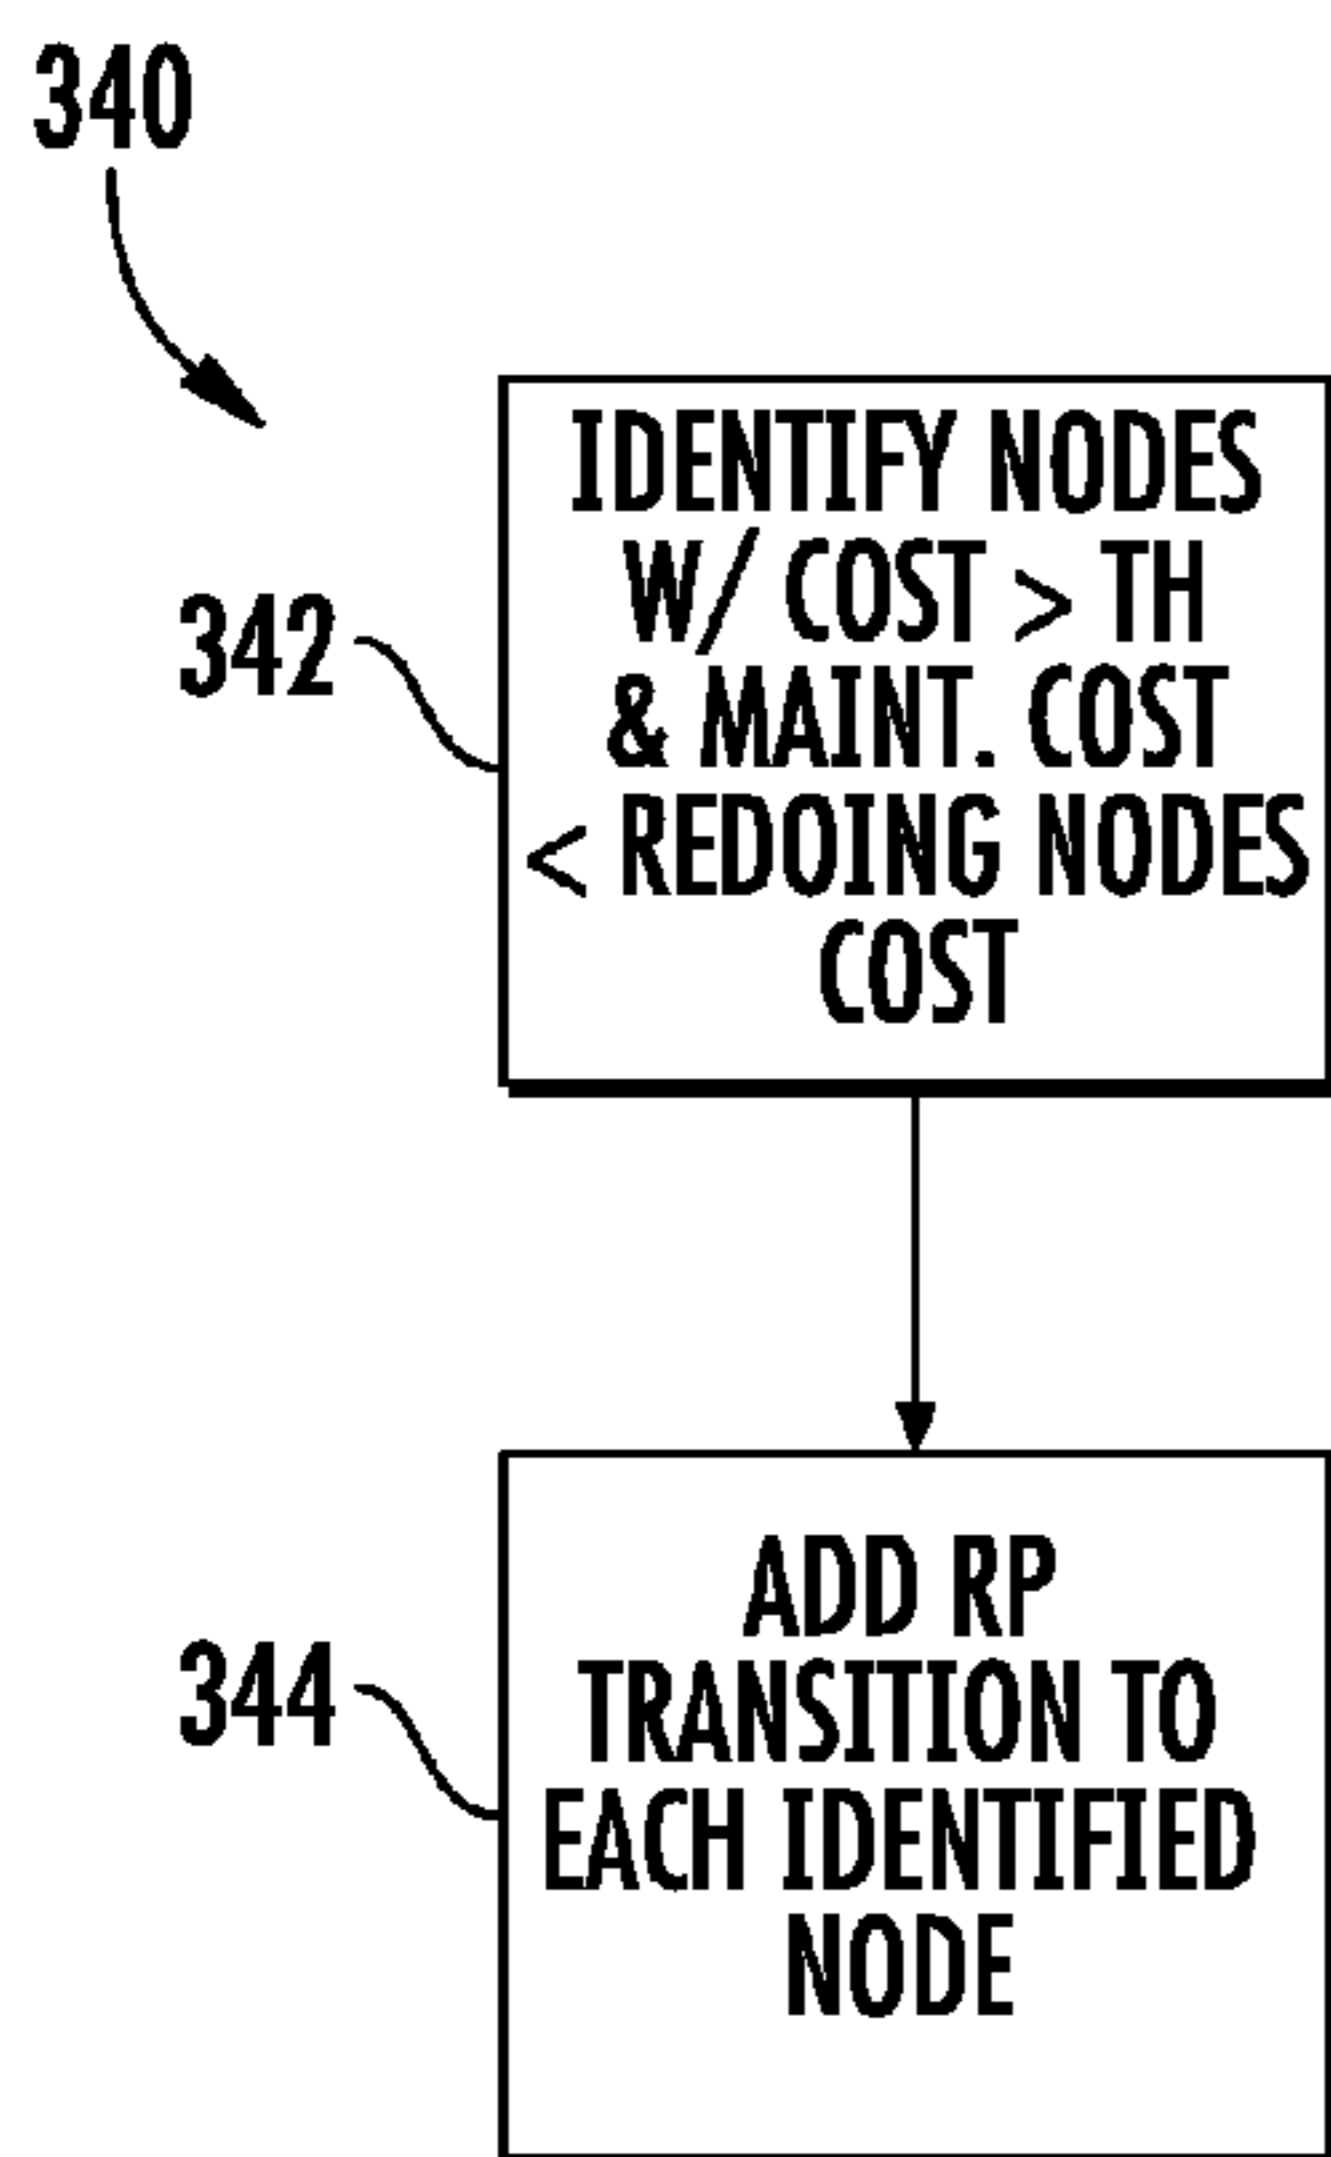 340
IDENTIFY NODES
W/ COST > TH
342
& MAINT. COST
< REDOING NODES
COST
ADD RP
344
TRANSITION TO
EACH IDENTIFIED
NODE